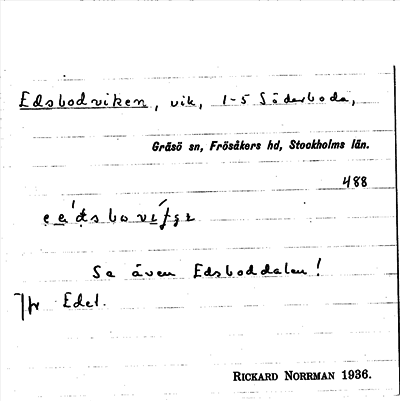 Edsbodviken, vik, 1-5 Söderboda,
Gräsö sn, Frösåkers hd, Stockholms län.
488
Se även Edsboddalen!
Jfr Edet.
RICKARD NORRMAN 1936.